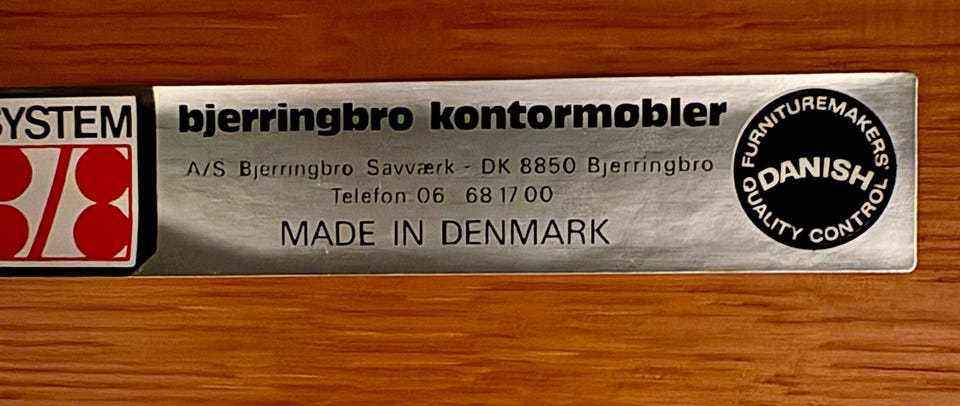 SYSTEM
bjerringbro kontormøbler
A/S Bjerringbro Savværk - DK 8850 Bjerringbro
Telefon 06 68 17 00
MADE IN DENMARK
FURNITUREMAKERS'
DANISH
QUALITY CONTROL